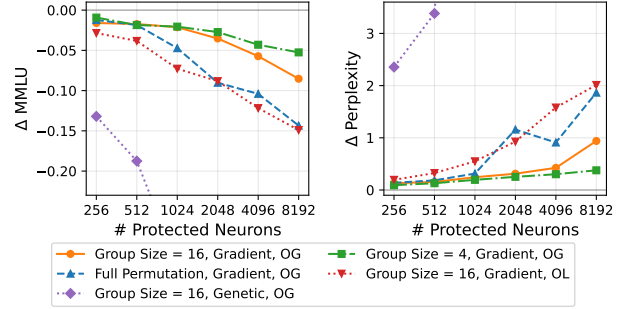 0.00
−0.05
−0.10
−0.15
−0.20
Δ MMLU
256 512 1024 2048 4096 8192
# Protected Neurons
3
2
1
0
Δ Perplexity
256 512 1024 2048 4096 8192
# Protected Neurons
Group Size = 16, Gradient, OG
Full Permutation, Gradient, OG
Group Size = 16, Genetic, OG
Group Size = 4, Gradient, OG
Group Size = 16, Gradient, OL